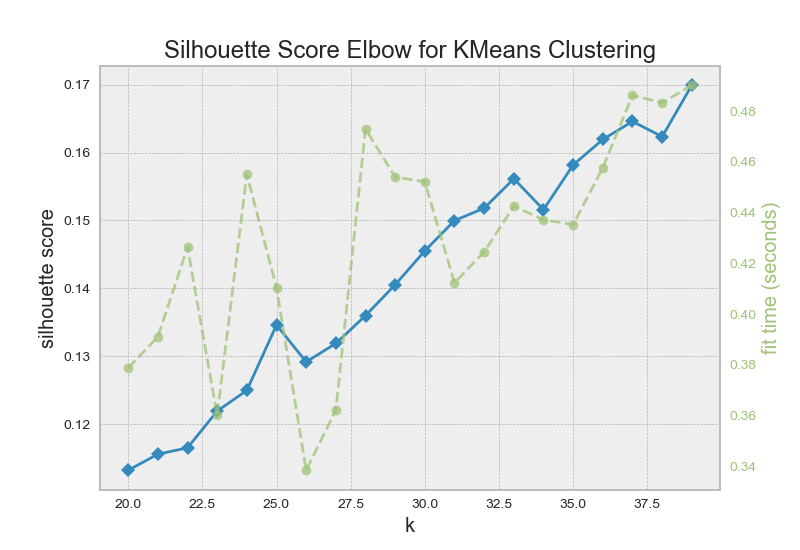 Silhouette Score Elbow for KMeans Clustering
silhouette score
0.17
0.16
0.15
0.14
0.13
0.12
0.48
0.46
0.44
0.42
0.40
0.38
0.36
0.34
fit time (seconds)
20.0 22.5 25.0 27.5 30.0 32.5 35.0 37.5
k